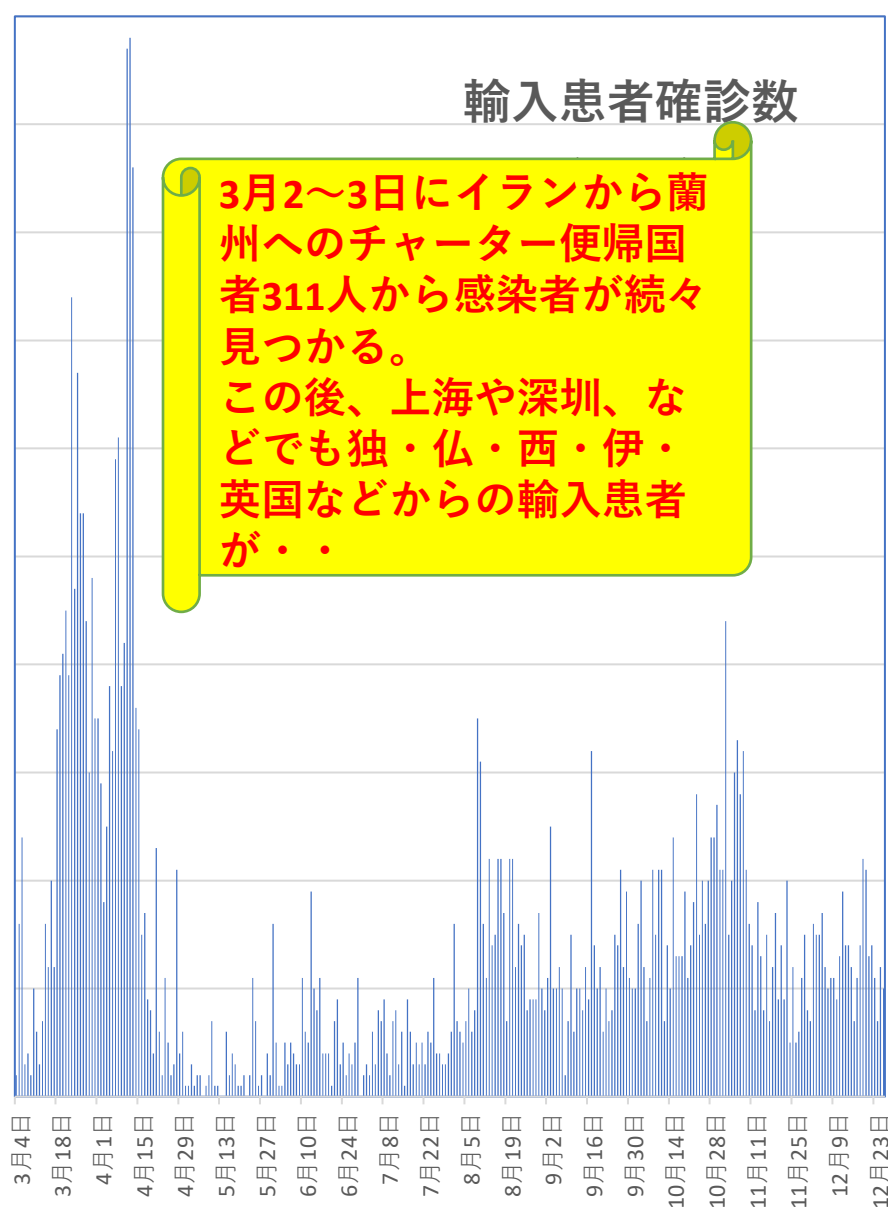 輸入患者確診数
3月2～3日にイランから蘭
州へのチャーター便帰国
者311人から感染者が続々
見つかる。
この後、上海や深圳、な
どでも独・仏・西・伊・
英国などからの輸入患者
が・・
3月4日
3月18日
4月1日
4月15日
4月29日
5月13日
5月27日
6月10日
6月24日
7月8日
7月22日
8月5日
8月19日
9月2日
9月16日
9月30日
10月14日
10月28日
11月11日
11月25日
12月9日
12月23日